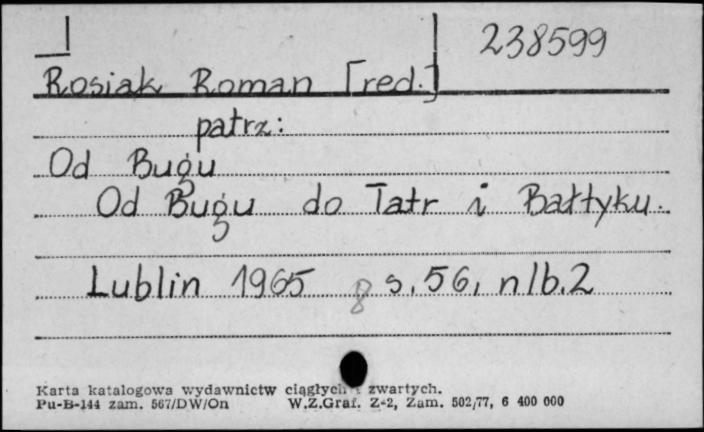 238599
Rosiak Roman [red.]
patrz:
Od Bugu
Od Bugu do Tatr i Bałtyku.
Lublin 1965 8 s. 56, nlb. 2
Karta katalogowa wydawnictw ciągłych i zwartych.
Pu-B-144 zam. 567/DW/On W.Z.Graf. Z-2, Zam. 502/77, 6 400 000